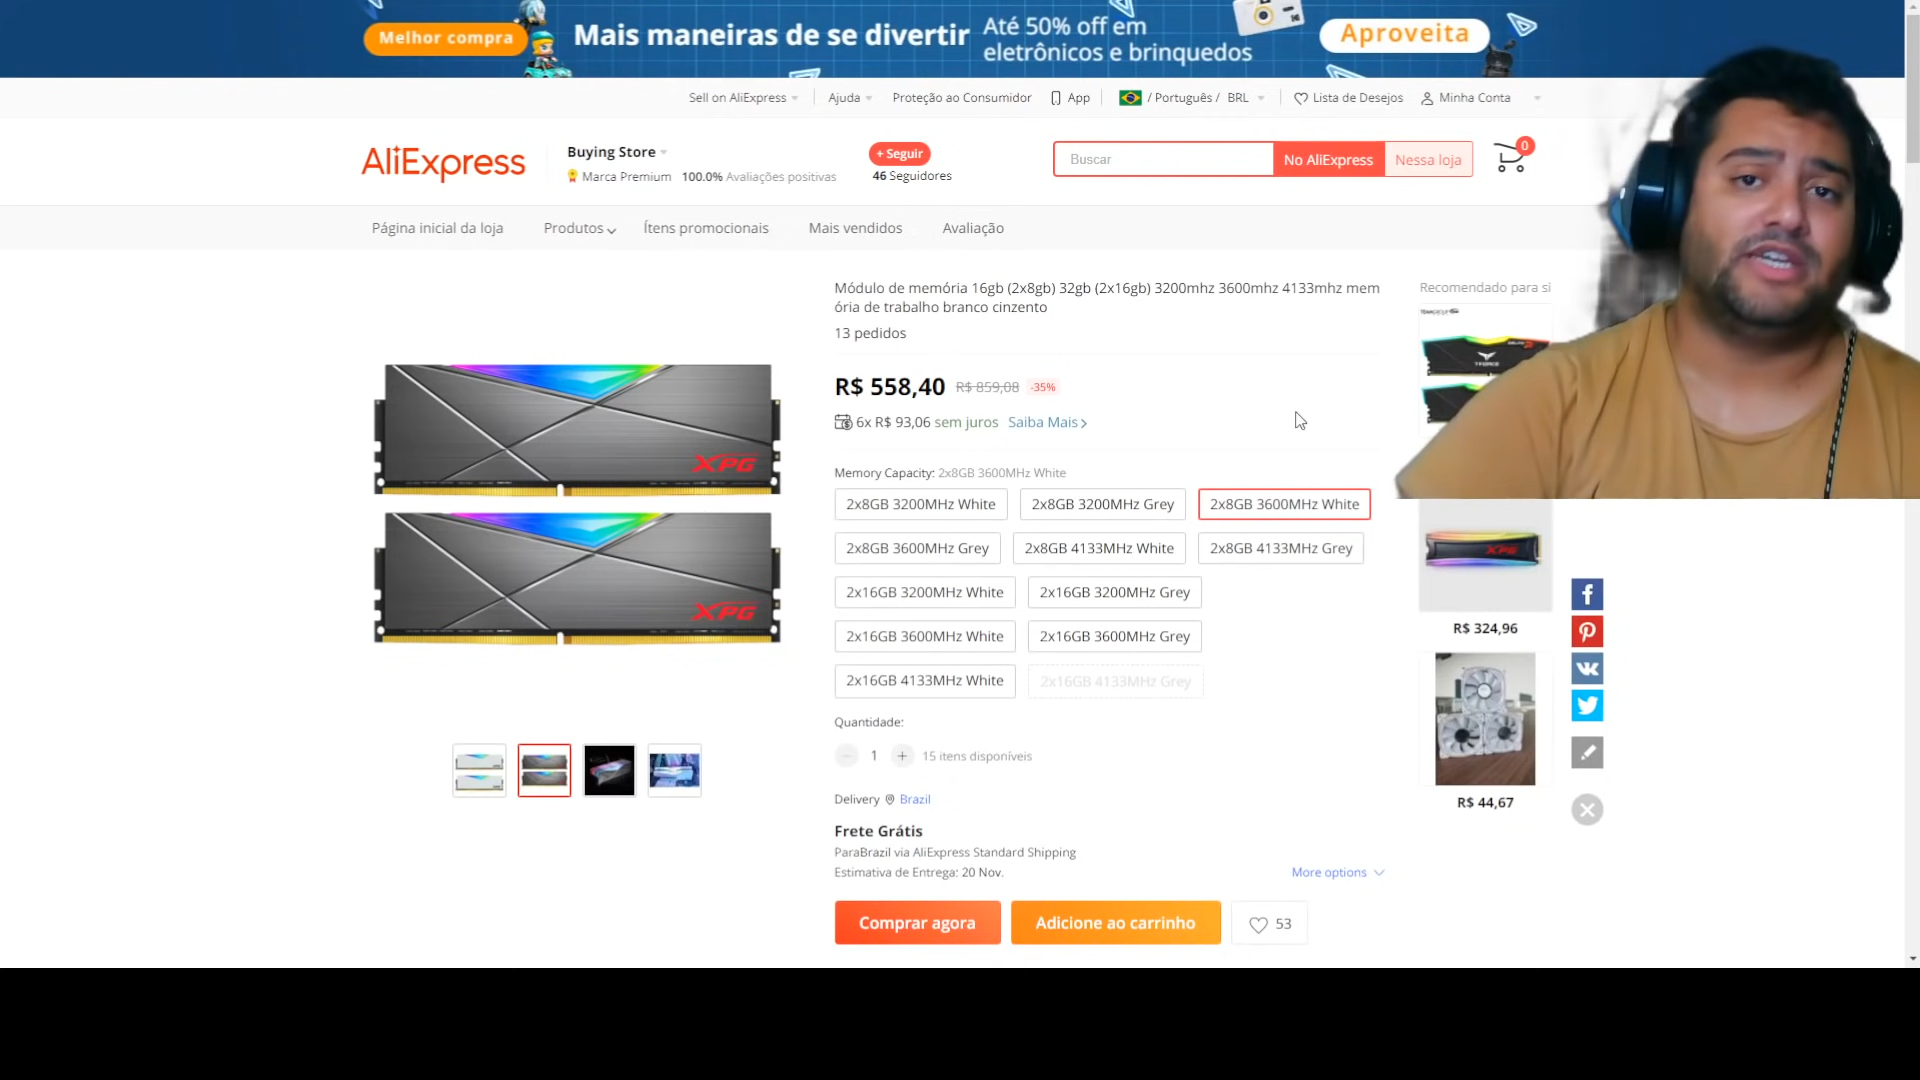 Melhor compra
Mais maneiras de se divertir
Até 50% off em
eletrônicos e brinquedos
Aproveita
Sell on AliExpress
Ajuda
Proteção ao Consumidor
App
/ Português / BRL
Lista de Desejos
Minha Conta
AliExpress
Buying Store
Marca Premium 100.0% Avaliações positivas
+ Seguir
46 Seguidores
Buscar
No AliExpress
Nessa loja
0
Página inicial da loja
Produtos
Ítens promocionais
Mais vendidos
Avaliação
Módulo de memória 16gb (2x8gb) 32gb (2x16gb) 3200mhz 3600mhz 4133mhz mem
ória de trabalho branco cinzento
13 pedidos
R$ 558,40 R$ 859,08 -35%
6x R$ 93,06 sem juros Saiba Mais
Memory Capacity: 2x8GB 3600MHz White
2x8GB 3200MHz White
2x8GB 3200MHz Grey
2x8GB 3600MHz White
2x8GB 3600MHz Grey
2x8GB 4133MHz White
2x8GB 4133MHz Grey
2x16GB 3200MHz White
2x16GB 3200MHz Grey
2x16GB 3600MHz White
2x16GB 3600MHz Grey
2x16GB 4133MHz White
2x16GB 4133MHz Grey
Quantidade:
1
15 itens disponíveis
Delivery Brazil
Frete Grátis
ParaBrazil via AliExpress Standard Shipping
Estimativa de Entrega: 20 Nov.
More options
Comprar agora
Adicione ao carrinho
53
XPG
XPG
Recomendado para si
T-FORCE
XPG
R$ 324,96
R$ 44,67